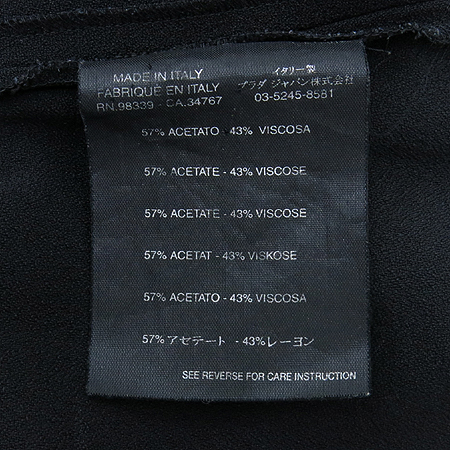 MADE IN ITALY
FABRIQUÉ EN ITALY
RN.98339 - CA.34767
イタリー製
プラダ ジャパン株式会社
03-5245-8581
57% ACETATO - 43% VISCOSA
57% ACETATE - 43% VISCOSE
57% ACETATE - 43% VISCOSE
57% ACETAT - 43% VISKOSE
57% ACETATO - 43% VISCOSA
57% アセテート - 43% レーヨン
SEE REVERSE FOR CARE INSTRUCTION